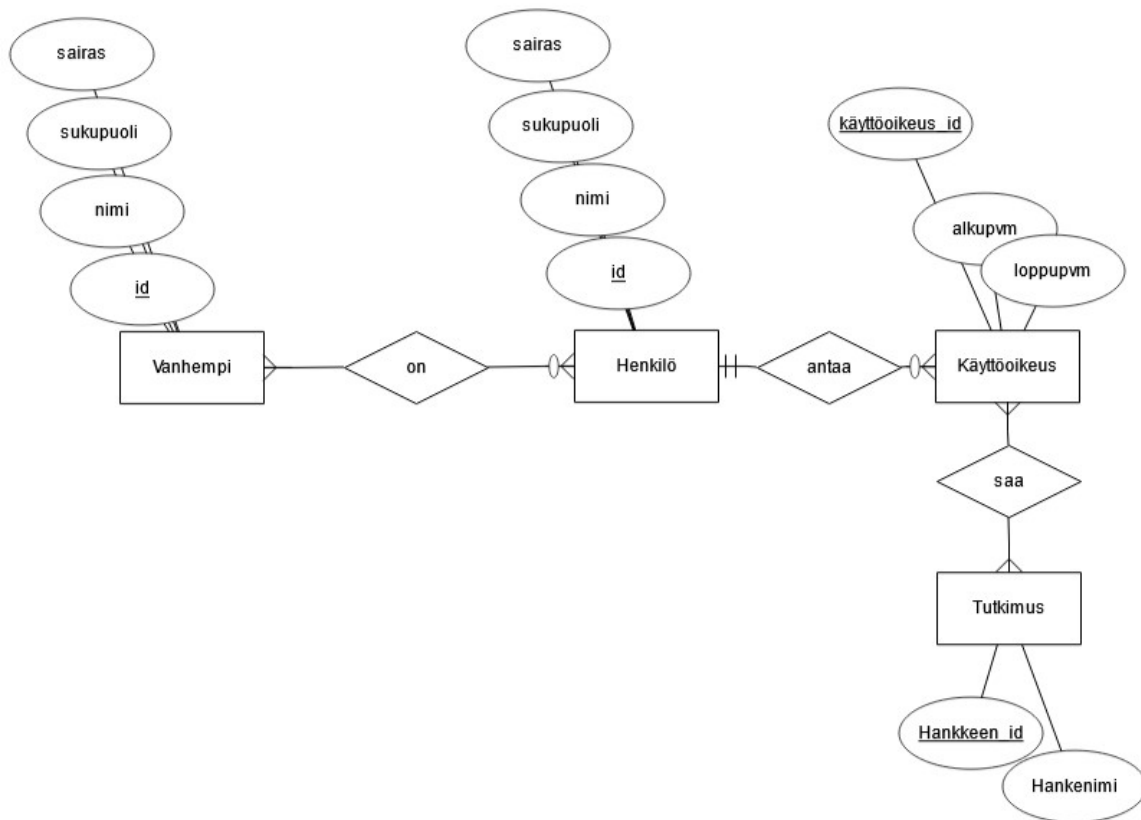 sairas
sukupuoli
nimi
id
Vanhempi
on
sairas
sukupuoli
nimi
id
Henkilö
antaa
käyttöoikeus_id
alkupvm
loppupvm
Käyttöoikeus
saa
Tutkimus
Hankkeen_id
Hankenimi